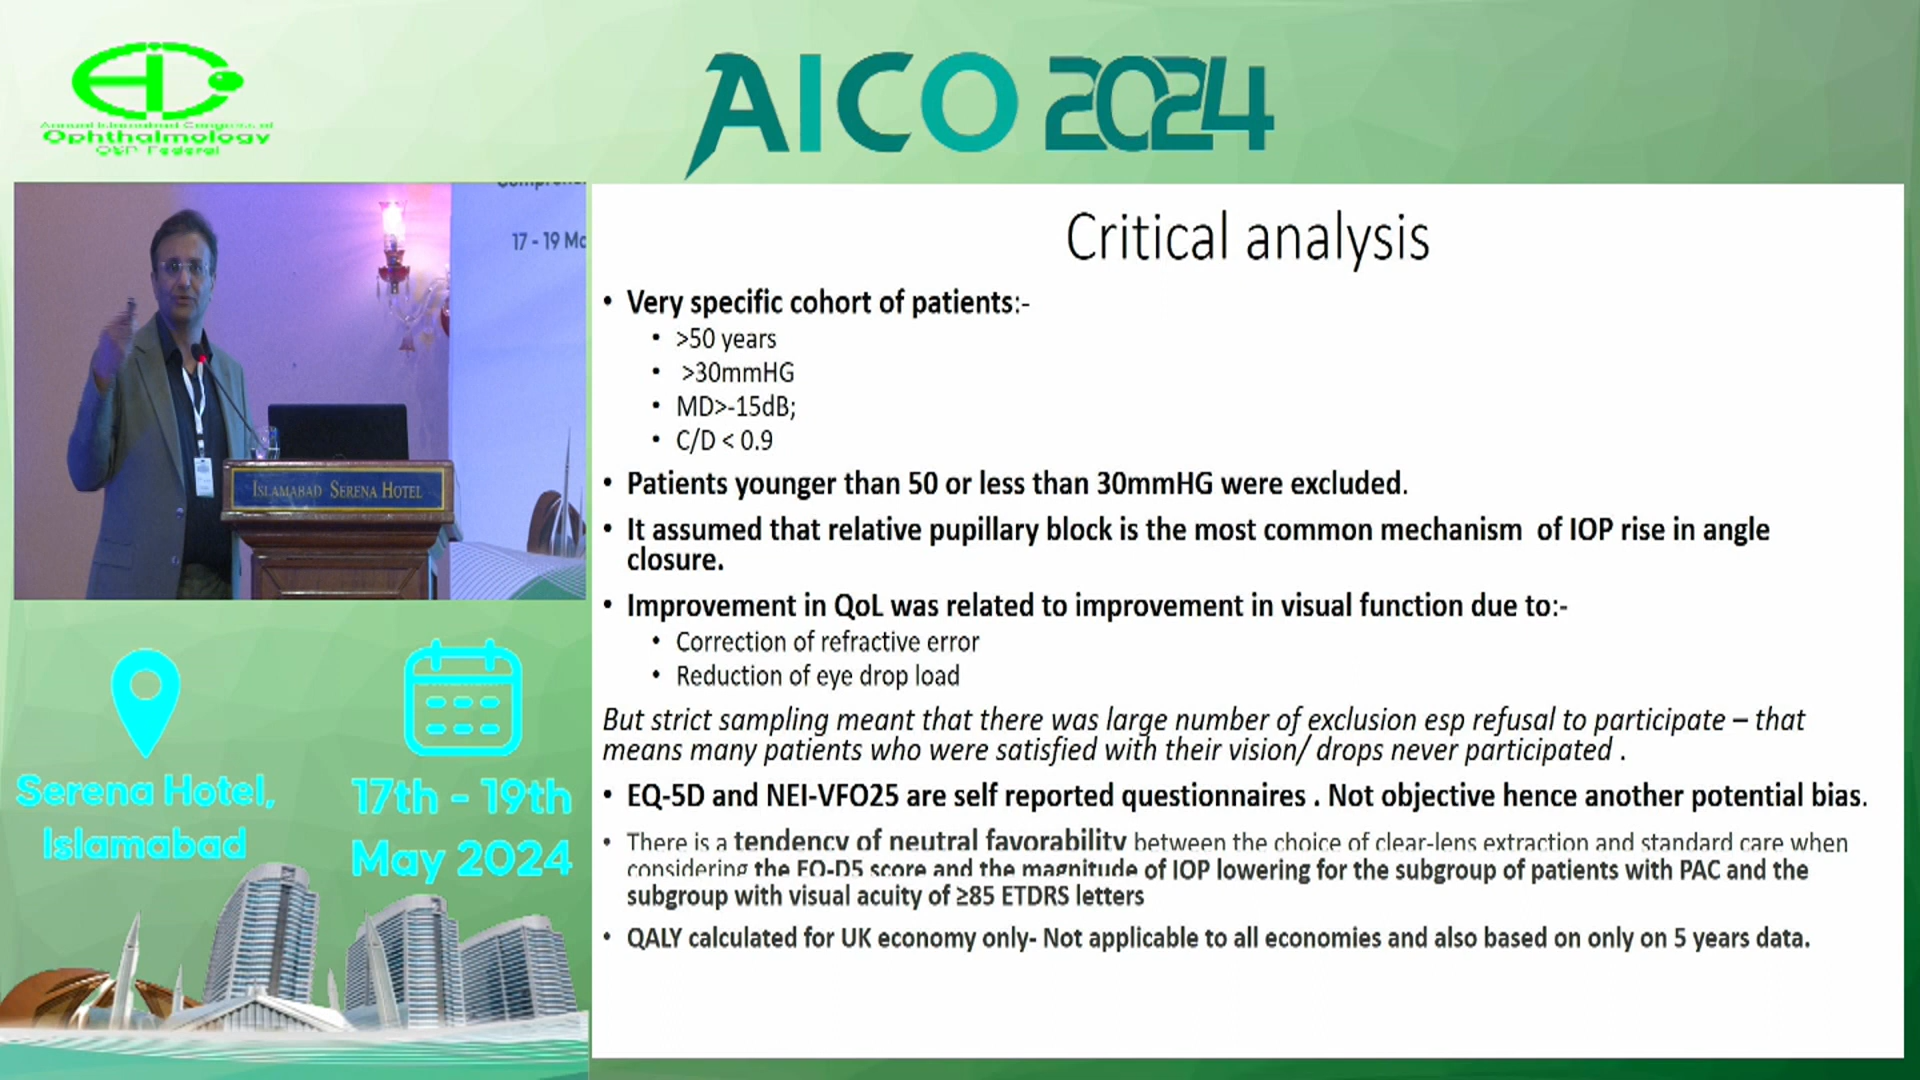 Annual International Congress of
Ophthalmology
OSP Federal
AICO 2024
17 - 19 Ma
ISLAMABAD SERENA HOTEL
Serena Hotel,
Islamabad
17th - 19th
May 2024
Critical analysis
• Very specific cohort of patients:-
• >50 years
• >30mmHG
• MD>-15dB;
• C/D < 0.9
• Patients younger than 50 or less than 30mmHG were excluded.
• It assumed that relative pupillary block is the most common mechanism of IOP rise in angle
closure.
• Improvement in QoL was related to improvement in visual function due to:-
• Correction of refractive error
• Reduction of eye drop load
But strict sampling meant that there was large number of exclusion esp refusal to participate – that
means many patients who were satisfied with their vision/ drops never participated .
• EQ-5D and NEI-VFO25 are self reported questionnaires . Not objective hence another potential bias.
• There is a tendency of neutral favorability between the choice of clear-lens extraction and standard care when
considering the EQ-D5 score and the magnitude of IOP lowering for the subgroup of patients with PAC and the
subgroup with visual acuity of ≥85 ETDRS letters
• QALY calculated for UK economy only- Not applicable to all economies and also based on only on 5 years data.